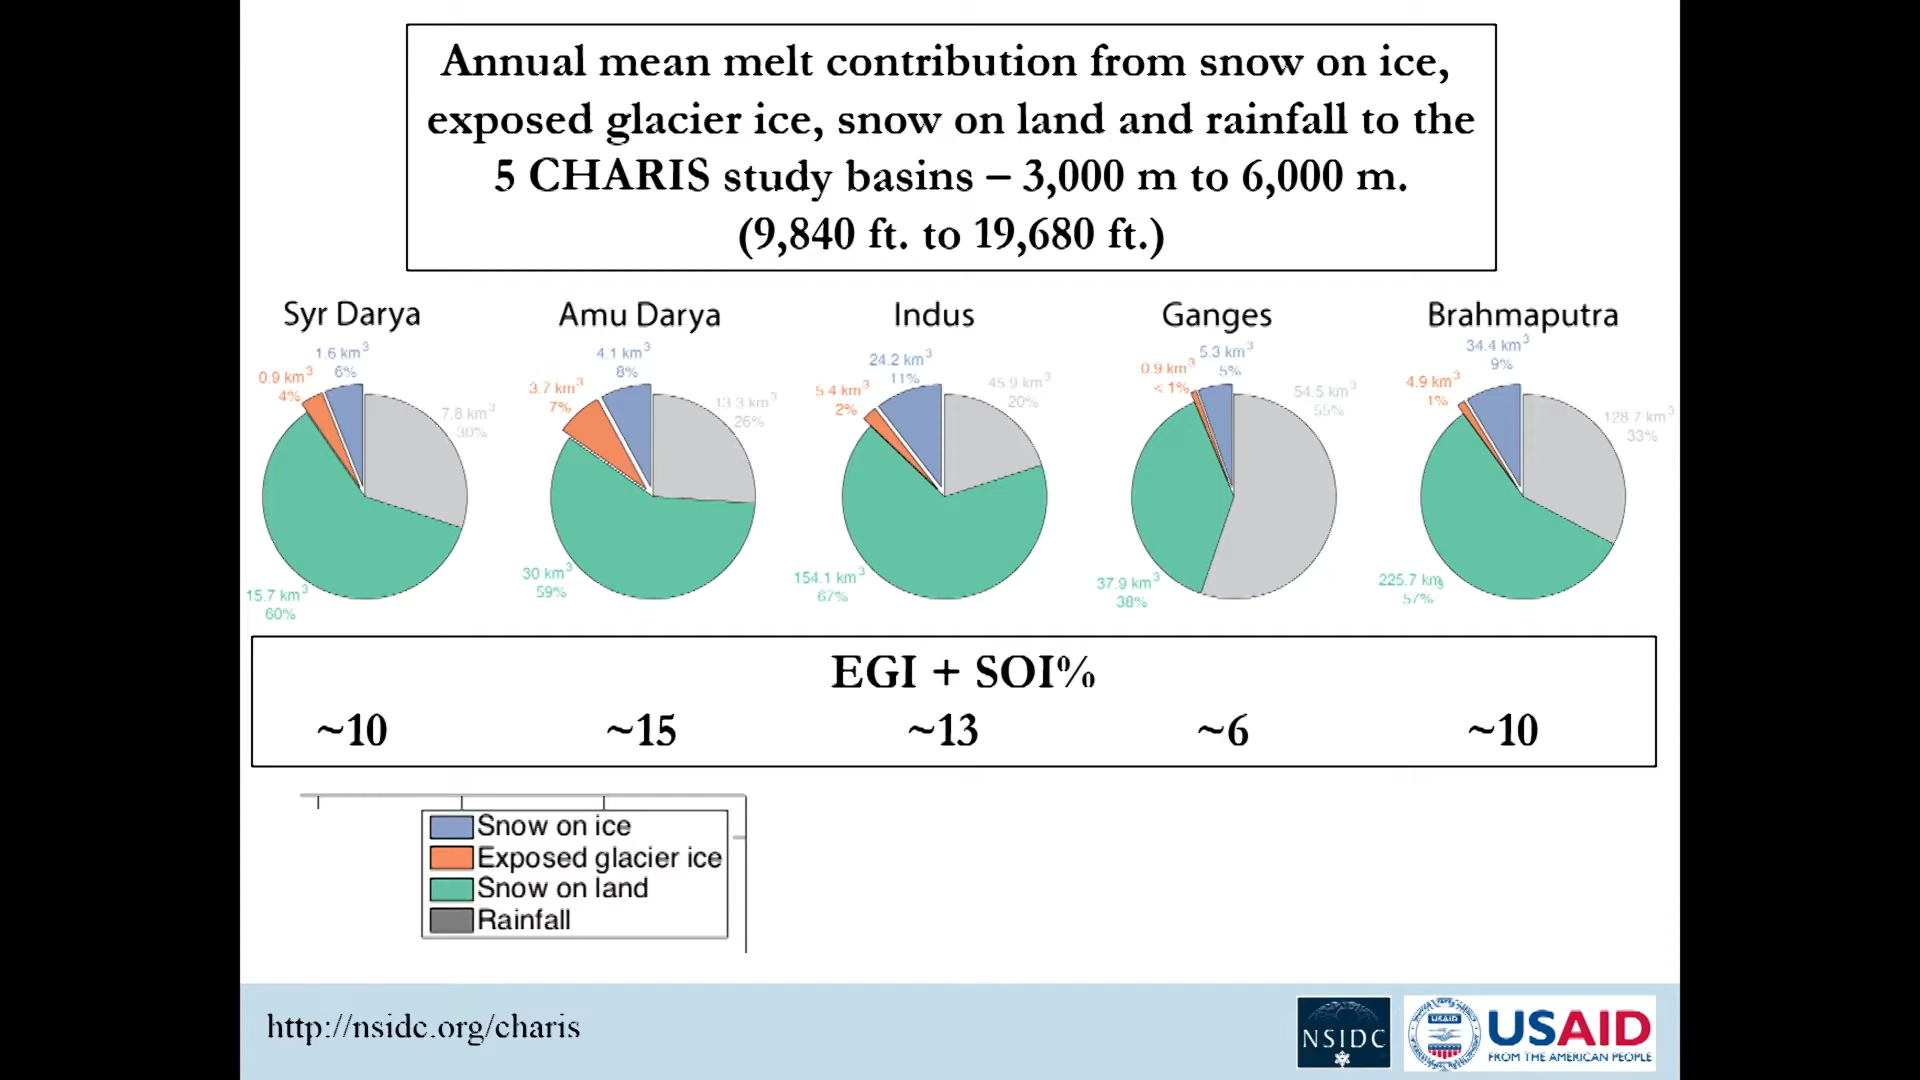 Annual mean melt contribution from snow on ice,
exposed glacier ice, snow on land and rainfall to the
5 CHARIS study basins – 3,000 m to 6,000 m.
(9,840 ft. to 19,680 ft.)
Syr Darya
1.6 km³
6%
0.9 km³
4%
7.8 km³
30%
15.7 km³
60%
Amu Darya
4.1 km³
8%
3.7 km³
7%
13.3 km³
26%
30 km³
59%
Indus
24.2 km³
11%
5.4 km³
2%
45.9 km³
20%
154.1 km³
67%
Ganges
5.3 km³
5%
0.9 km³
< 1%
54.5 km³
55%
37.9 km³
38%
Brahmaputra
34.4 km³
9%
4.9 km³
1%
128.7 km³
33%
225.7 km³
57%
EGI + SOI%
~10 ~15 ~13 ~6 ~10
Snow on ice
Exposed glacier ice
Snow on land
Rainfall
http://nsidc.org/charis
NSIDC
USAID
USAID
FROM THE AMERICAN PEOPLE